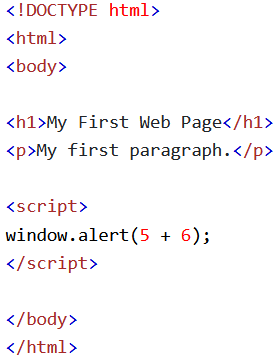 <!DOCTYPE html>
<html>
<body>
<h1>My First Web Page</h1>
<p>My first paragraph.</p>
<script>
window.alert(5 + 6);
</script>
</body>
</html>